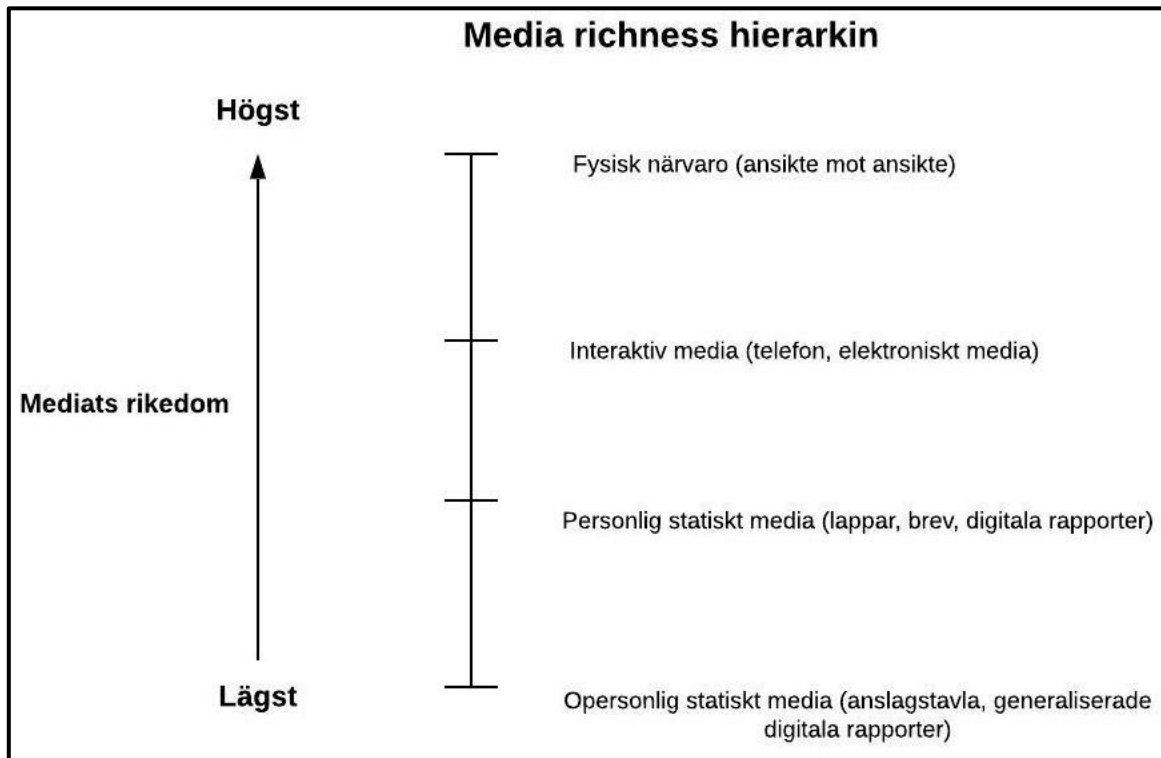 Media richness hierarkin
Högst
Fysisk närvaro (ansikte mot ansikte)
Interaktiv media (telefon, elektroniskt media)
Mediats rikedom
Personlig statiskt media (lappar, brev, digitala rapporter)
Lägst
Opersonlig statiskt media (anslagstavla, generaliserade
digitala rapporter)